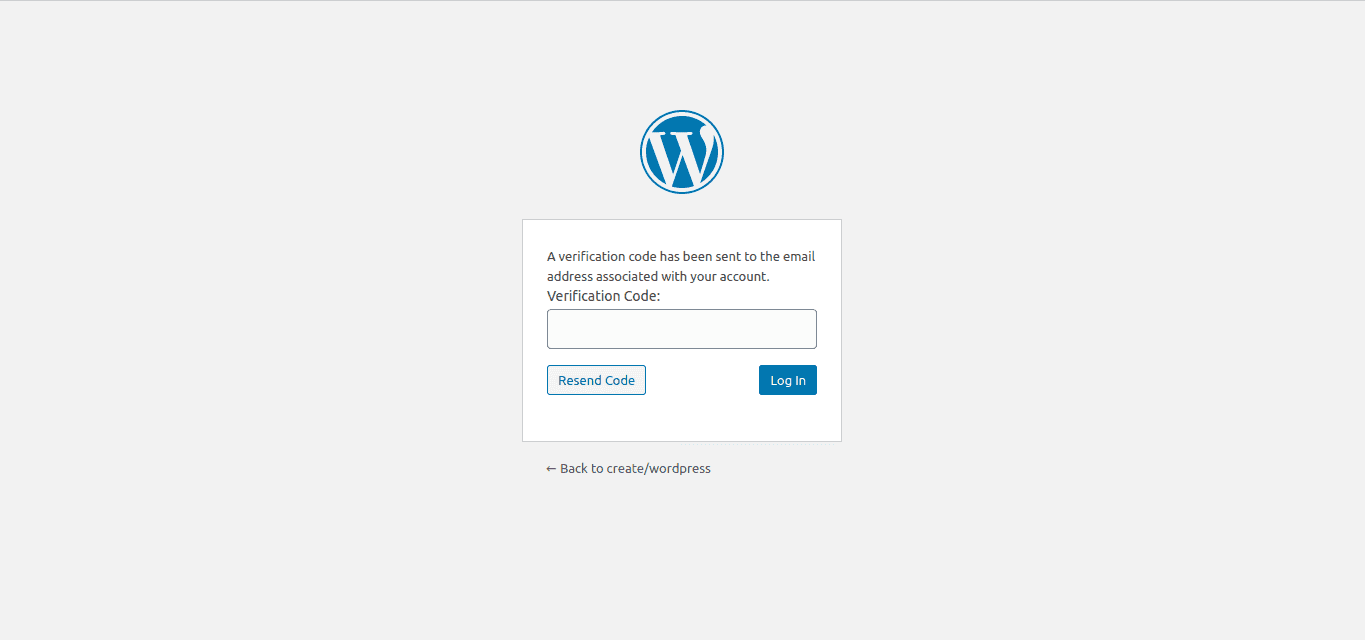 A verification code has been sent to the email
address associated with your account.
Verification Code:
Resend Code
Log In
← Back to create/wordpress